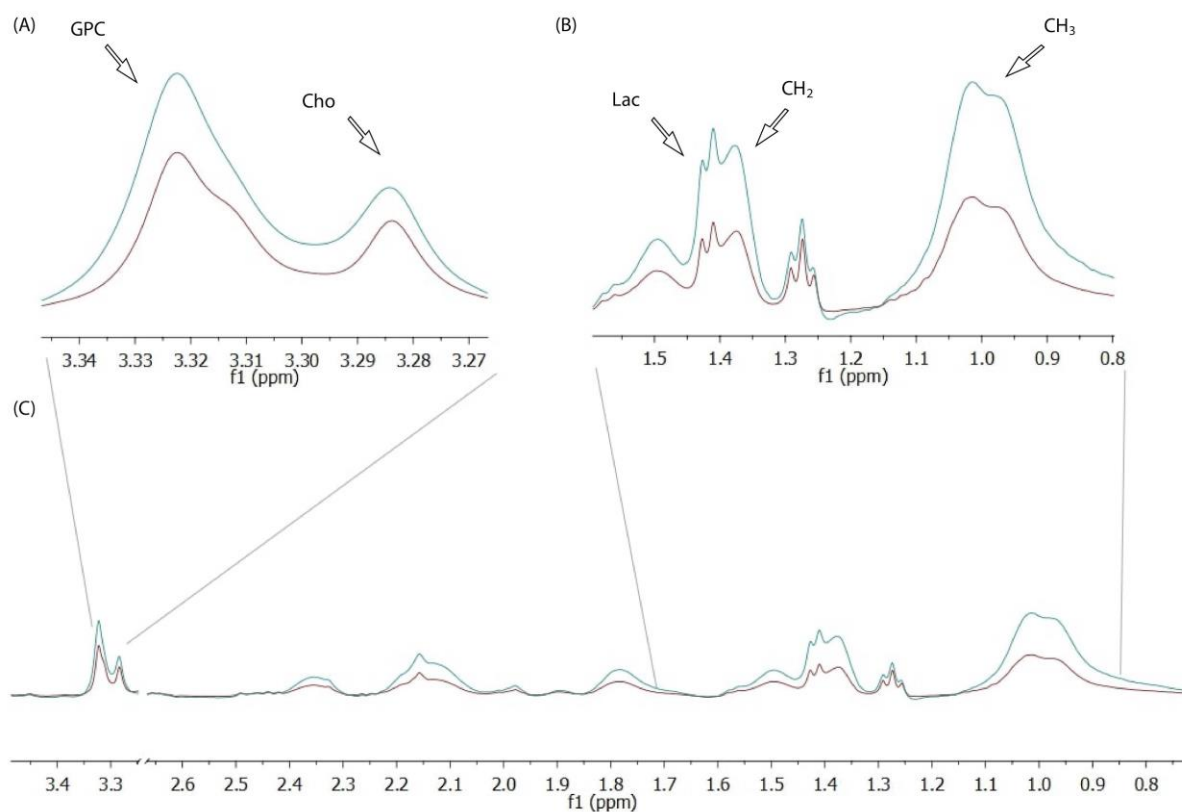 (A)
GPC
Cho
3.34 3.33 3.32 3.31 3.30 3.29 3.28 3.27
f1 (ppm)
(B)
Lac
CH₂
CH₃
1.5 1.4 1.3 1.2 1.1 1.0 0.9 0.8
f1 (ppm)
(C)
3.4 3.3 2.6 2.5 2.4 2.3 2.2 2.1 2.0 1.9 1.8 1.7 1.6 1.5 1.4 1.3 1.2 1.1 1.0 0.9 0.8
f1 (ppm)